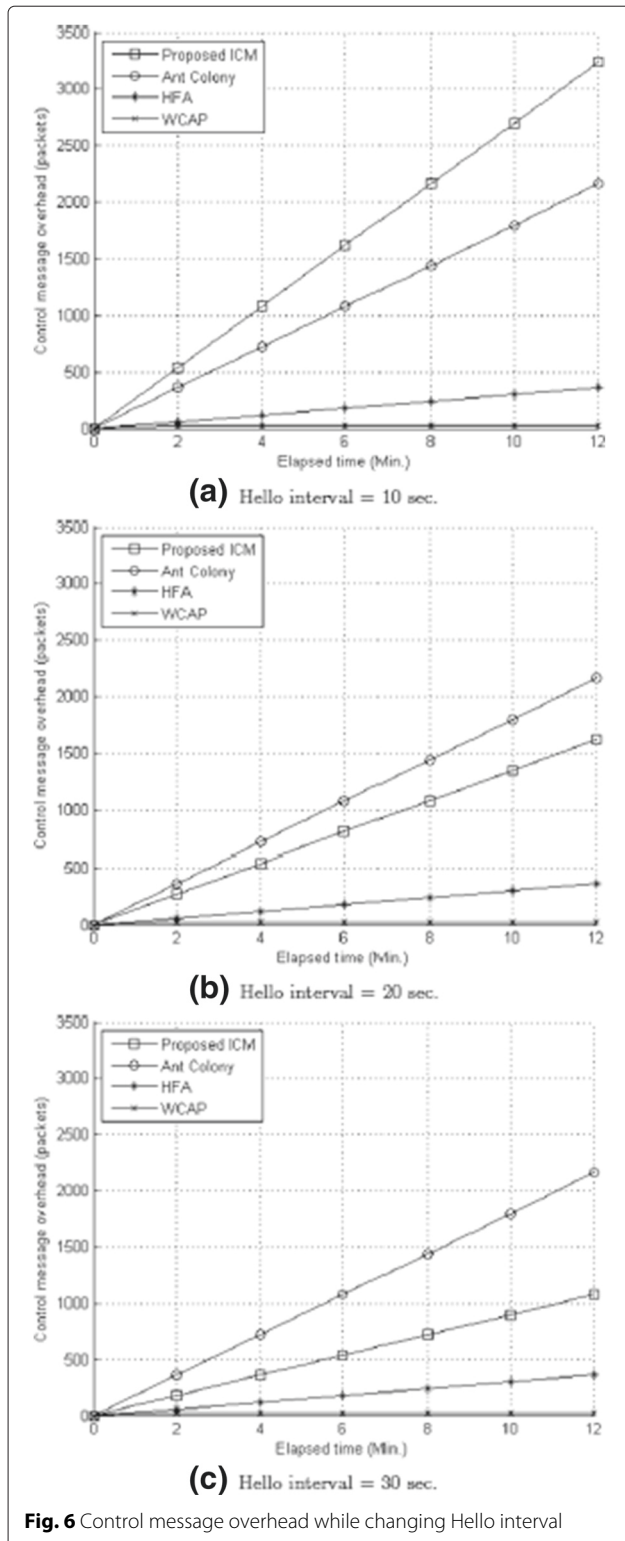 3500
3000
2500
2000
1500
1000
500
0
Control message overhead (packets)
Proposed ICM
Ant Colony
HFA
WCAP
0 2 4 6 8 10 12
Elapsed time (Min.)
(a) Hello interval = 10 sec.
3500
3000
2500
2000
1500
1000
500
0
Control message overhead (packets)
Proposed ICM
Ant Colony
HFA
WCAP
0 2 4 6 8 10 12
Elapsed time (Min.)
(b) Hello interval = 20 sec.
3500
3000
2500
2000
1500
1000
500
0
Control message overhead (packets)
Proposed ICM
Ant Colony
HFA
WCAP
0 2 4 6 8 10 12
Elapsed time (Min.)
(c) Hello interval = 30 sec.
Fig. 6 Control message overhead while changing Hello interval